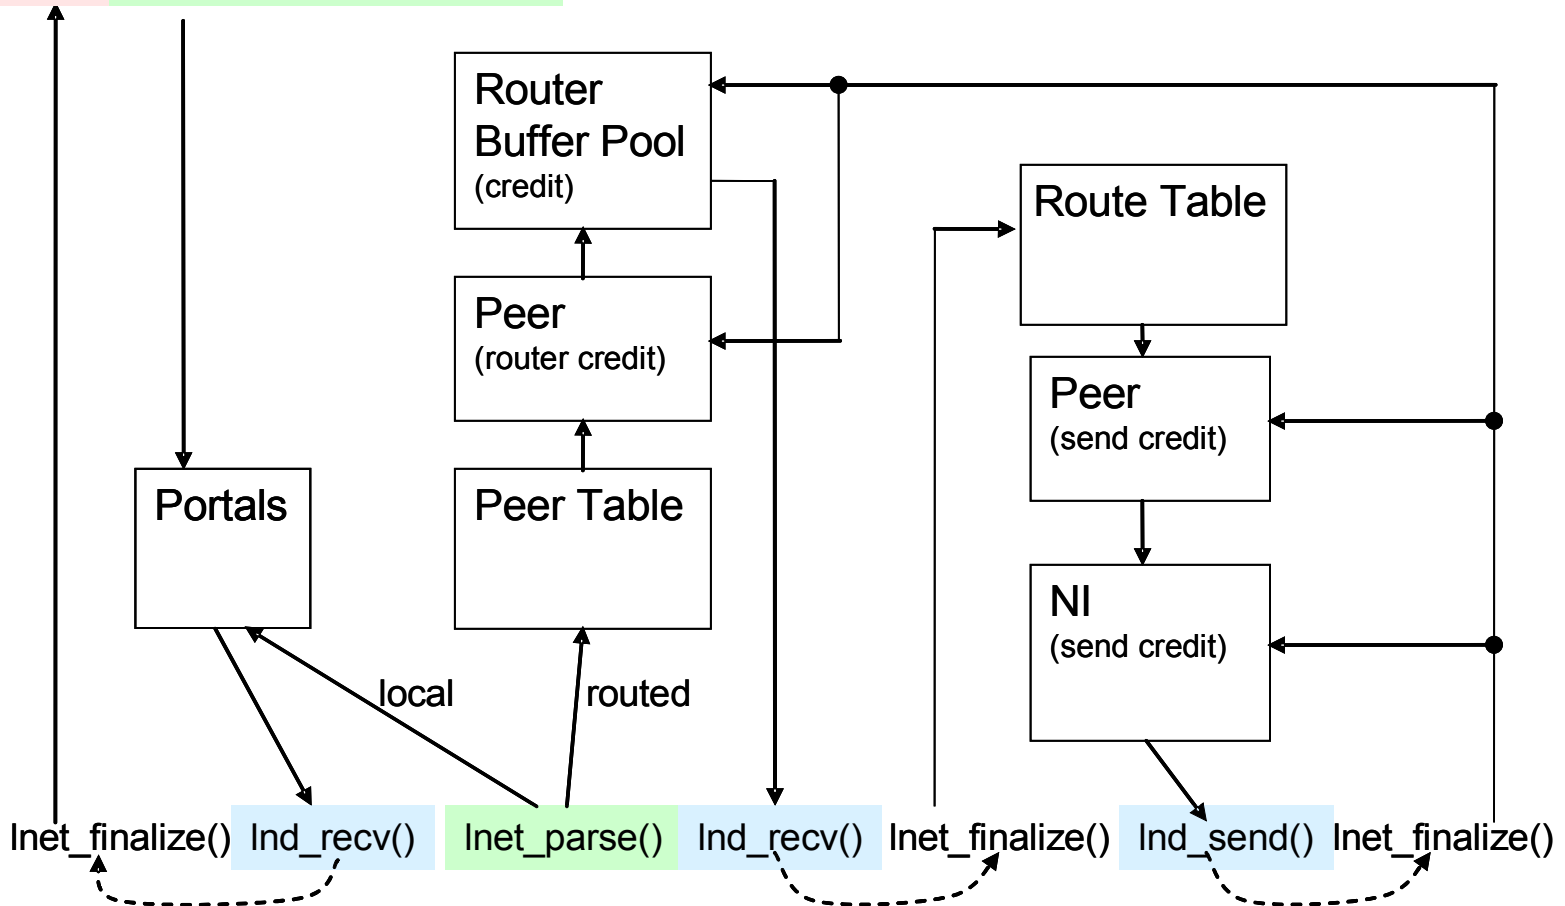 Router
Buffer Pool
(credit)
Route Table
Peer
(router credit)
Peer
(send credit)
Portals
Peer Table
NI
(send credit)
local
routed
lnet_finalize()
lnd_recv()
lnet_parse()
lnd_recv()
lnet_finalize()
lnd_send()
lnet_finalize()